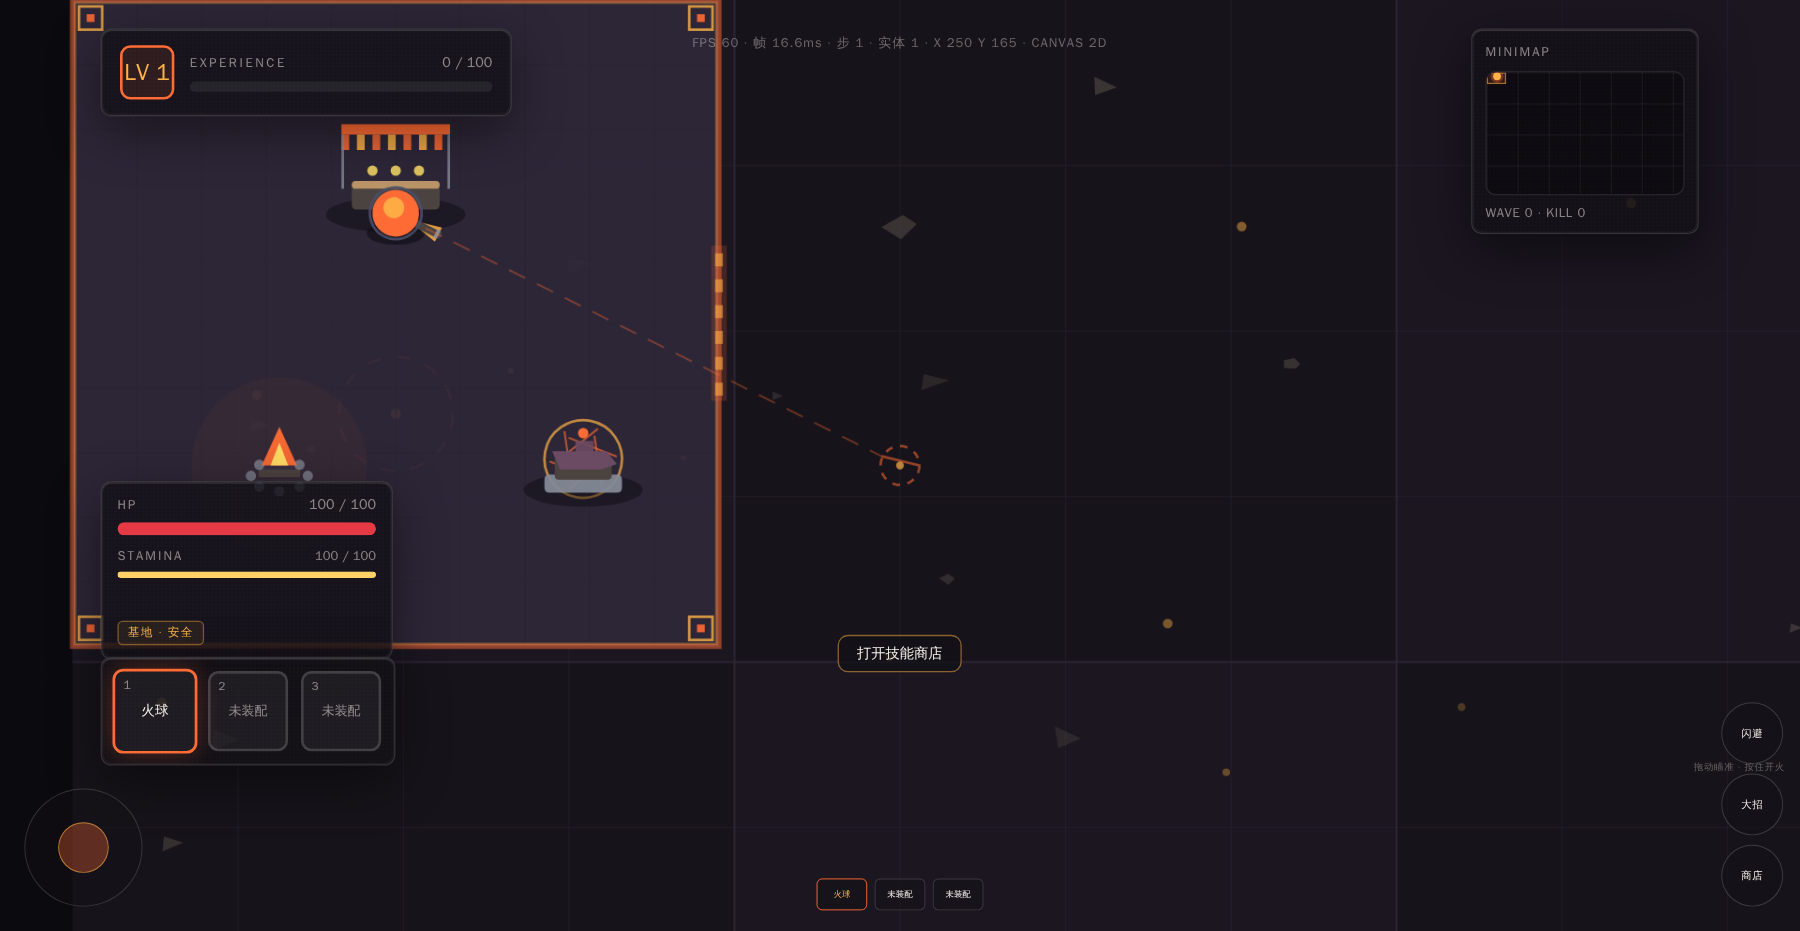 FPS 60 · 帧 16.6ms · 步 1 · 实体 1 · X 250 Y 165 · CANVAS 2D
LV 1
EXPERIENCE 0 / 100
MINIMAP
WAVE 0 · KILL 0
HP 100 / 100
STAMINA 100 / 100
基地 · 安全
打开技能商店
1
火球
2
未装配
3
未装配
闪避
拖动瞄准 · 按住开火
大招
商店
火球 未装配 未装配